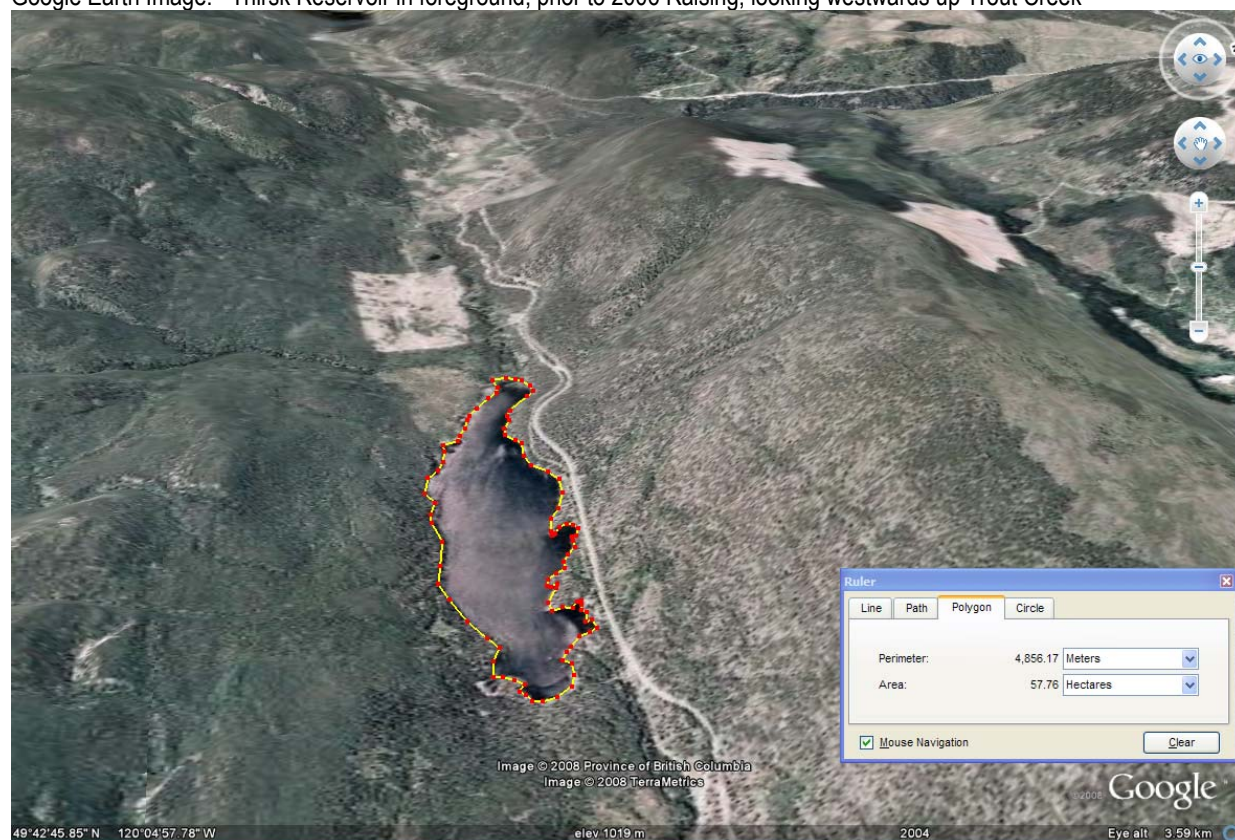 Google Earth Image: Thirsk Reservoir in foreground, prior to 2006 Raising, looking westwards up Trout Creek
Ruler
Line Path Polygon Circle
Perimeter: 4,856.17 Meters
Area: 57.76 Hectares
Mouse Navigation Clear
Image © 2008 Province of British Columbia
Image © 2008 TerraMetrics
©2008 Google™
49°42'45.85" N 120°04'57.78" W elev 1019 m 2004 Eye alt 3.59 km